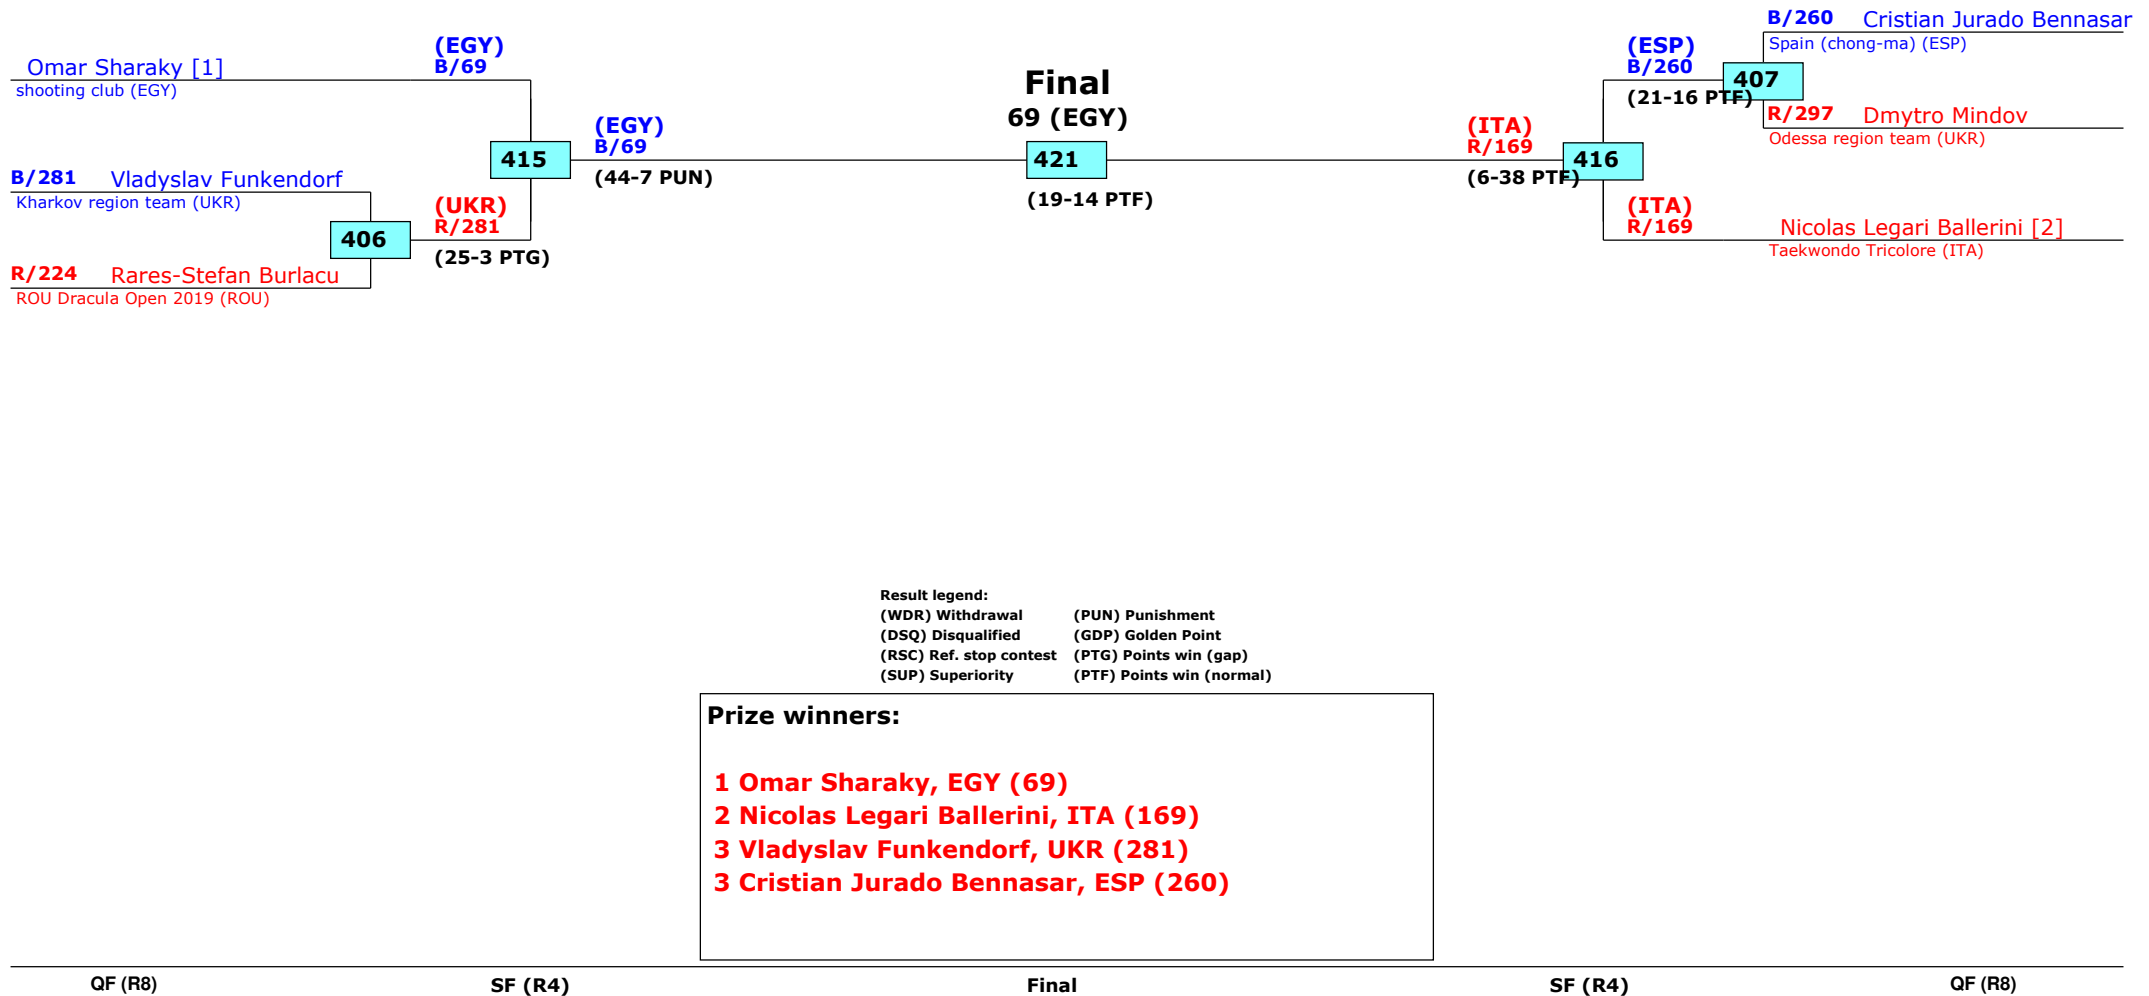 Omar Sharaky [1]
shooting club (EGY)
(EGY)
B/69
B/281 Vladyslav Funkendorf
Kharkov region team (UKR)
406
R/224 Rares-Stefan Burlacu
ROU Dracula Open 2019 (ROU)
(UKR)
R/281
(25-3 PTG)
415
(EGY)
B/69
(44-7 PUN)
Final
69 (EGY)
421
(19-14 PTF)
(ITA)
R/169
(6-38 PTF)
416
(ESP)
B/260
(21-16 PTF)
407
B/260 Cristian Jurado Bennasar
Spain (chong-ma) (ESP)
R/297 Dmytro Mindov
Odessa region team (UKR)
(ITA)
R/169
Nicolas Legari Ballerini [2]
Taekwondo Tricolore (ITA)
Result legend:
(WDR) Withdrawal (PUN) Punishment
(DSQ) Disqualified (GDP) Golden Point
(RSC) Ref. stop contest (PTG) Points win (gap)
(SUP) Superiority (PTF) Points win (normal)
Prize winners:
1 Omar Sharaky, EGY (69)
2 Nicolas Legari Ballerini, ITA (169)
3 Vladyslav Funkendorf, UKR (281)
3 Cristian Jurado Bennasar, ESP (260)
QF (R8) SF (R4) Final SF (R4) QF (R8)